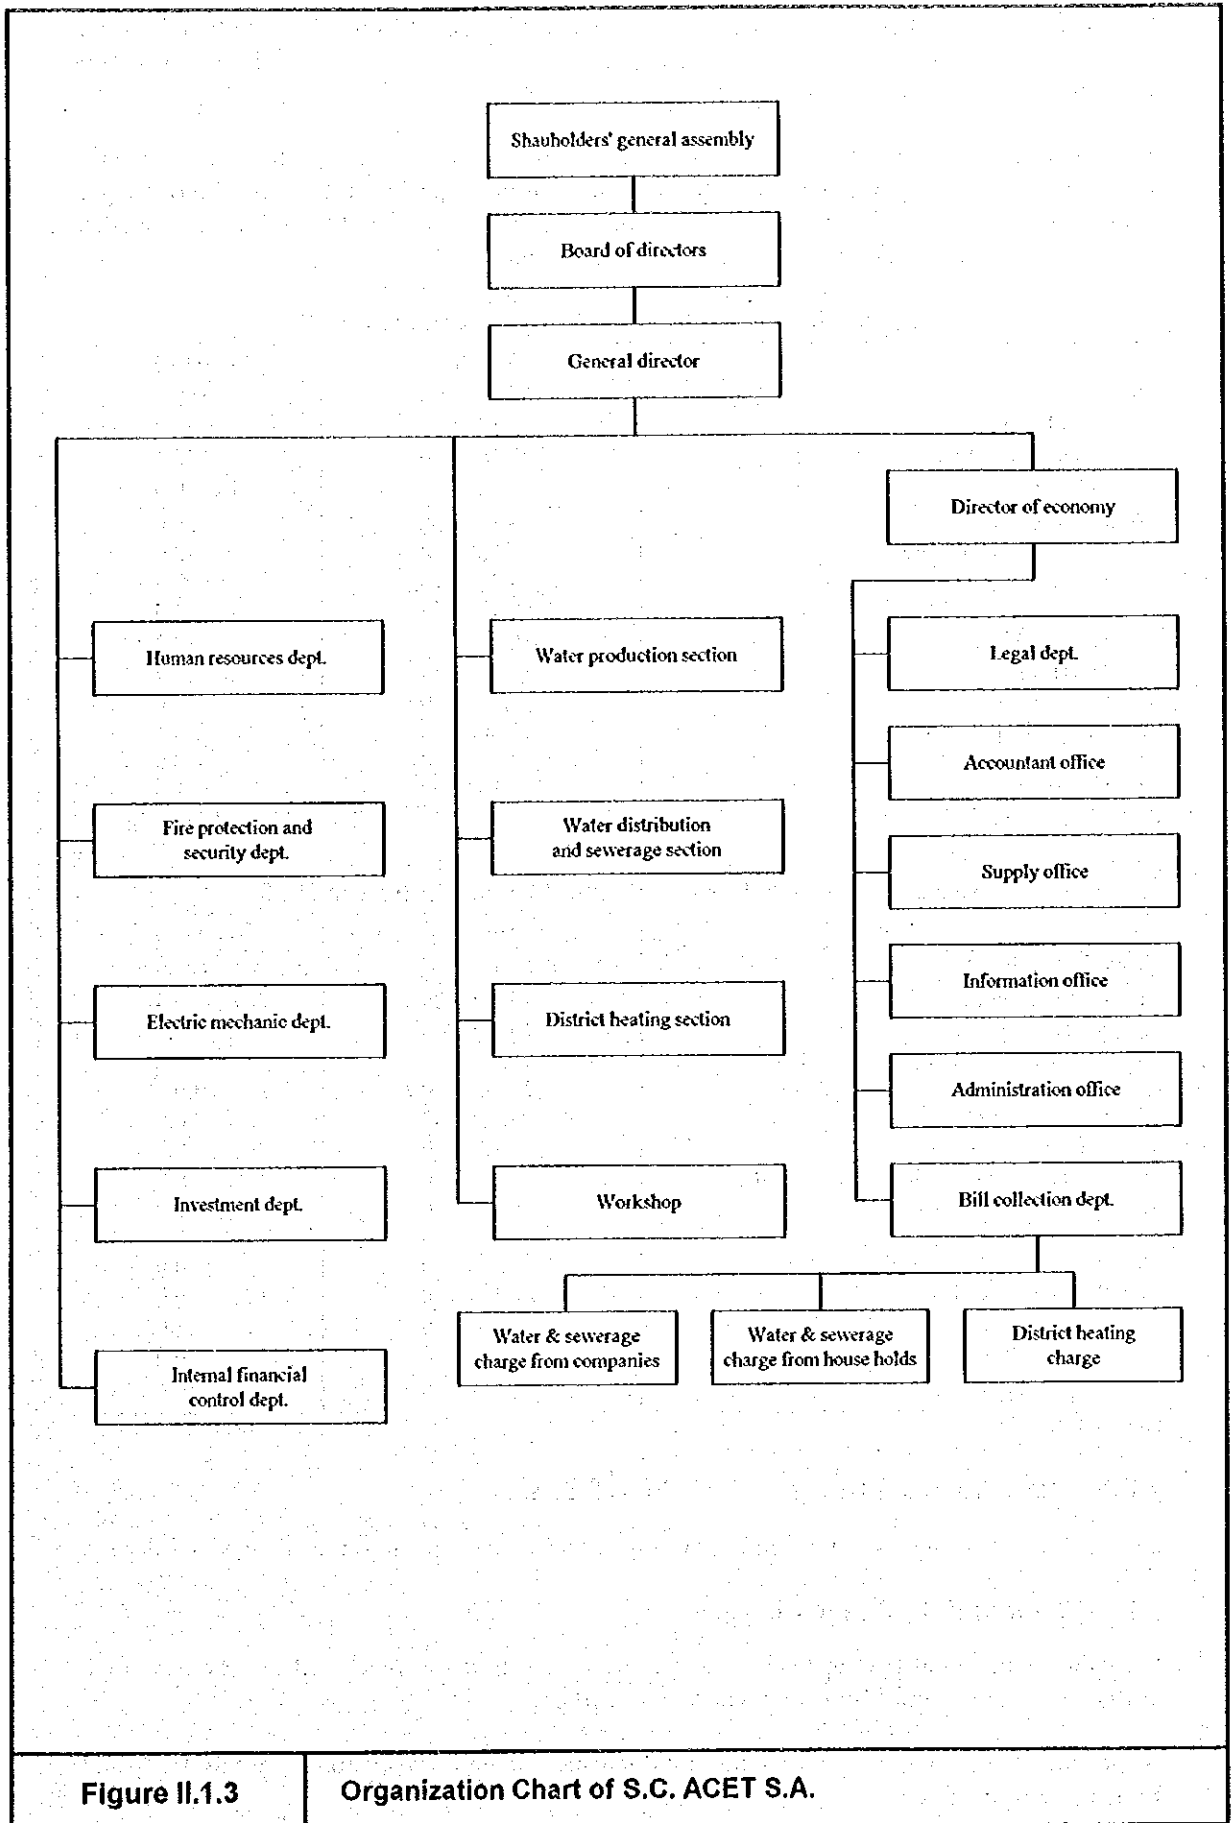 Shauholders' general assembly
Board of directors
General director
Director of economy
Human resources dept.
Fire protection and
security dept.
Electric mechanic dept.
Investment dept.
Internal financial
control dept.
Water production section
Water distribution
and sewerage section
District heating section
Workshop
Legal dept.
Accountant office
Supply office
Information office
Administration office
Bill collection dept.
Water & sewerage
charge from companies
Water & sewerage
charge from house holds
District heating
charge
Figure II.1.3
Organization Chart of S.C. ACET S.A.